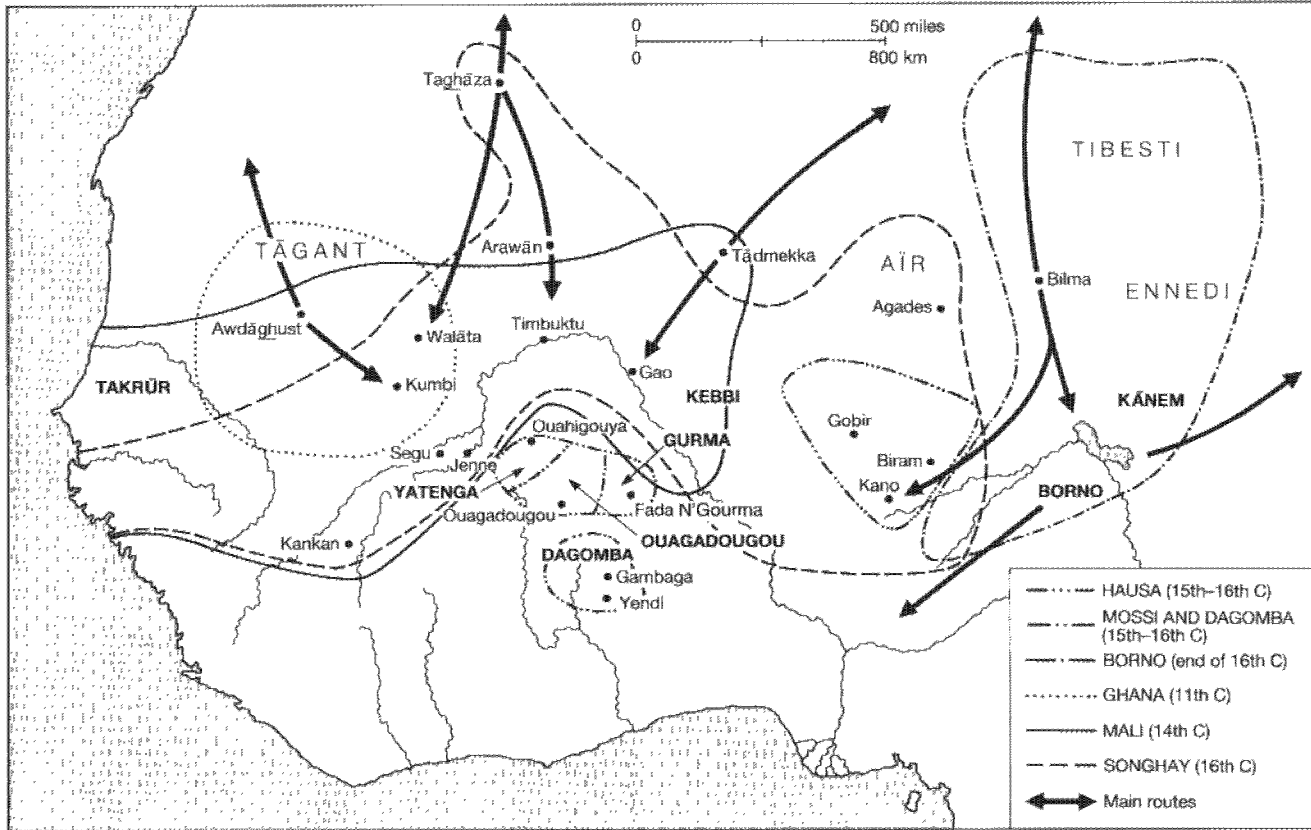 0 500 miles
0 800 km
Taghāza
TIBESTI
TĀGANT
Arawān
Tādmekka
AÏR
Bilma
ENNEDI
Agades
Awdāghust
Walāta
Timbuktu
Gao
TAKRŪR
Kumbi
KEBBI
KĀNEM
Gobir
Ouahigouya
GURMA
Segu
Jenne
Biram
Kano
YATENGA
BORNO
Ouagadougou
Fada N'Gourma
Kankan
OUAGADOUGOU
DAGOMBA
Gambaga
Yendi
HAUSA (15th–16th C)
MOSSI AND DAGOMBA
(15th–16th C)
BORNO (end of 16th C)
GHANA (11th C)
MALI (14th C)
SONGHAY (16th C)
Main routes